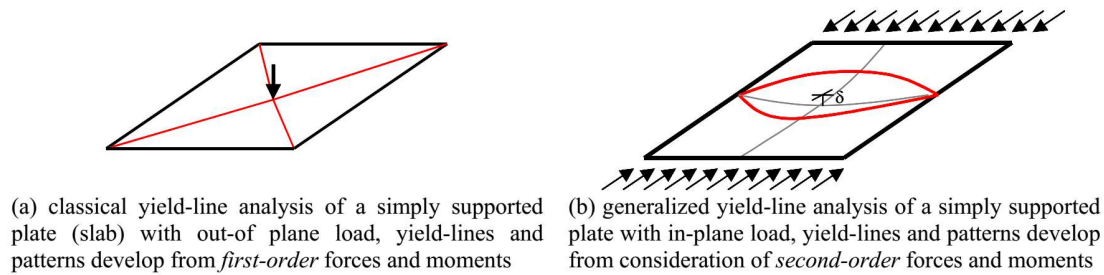 δ
(a) classical yield-line analysis of a simply supported
plate (slab) with out-of plane load, yield-lines and
patterns develop from first-order forces and moments
(b) generalized yield-line analysis of a simply supported
plate with in-plane load, yield-lines and patterns develop
from consideration of second-order forces and moments